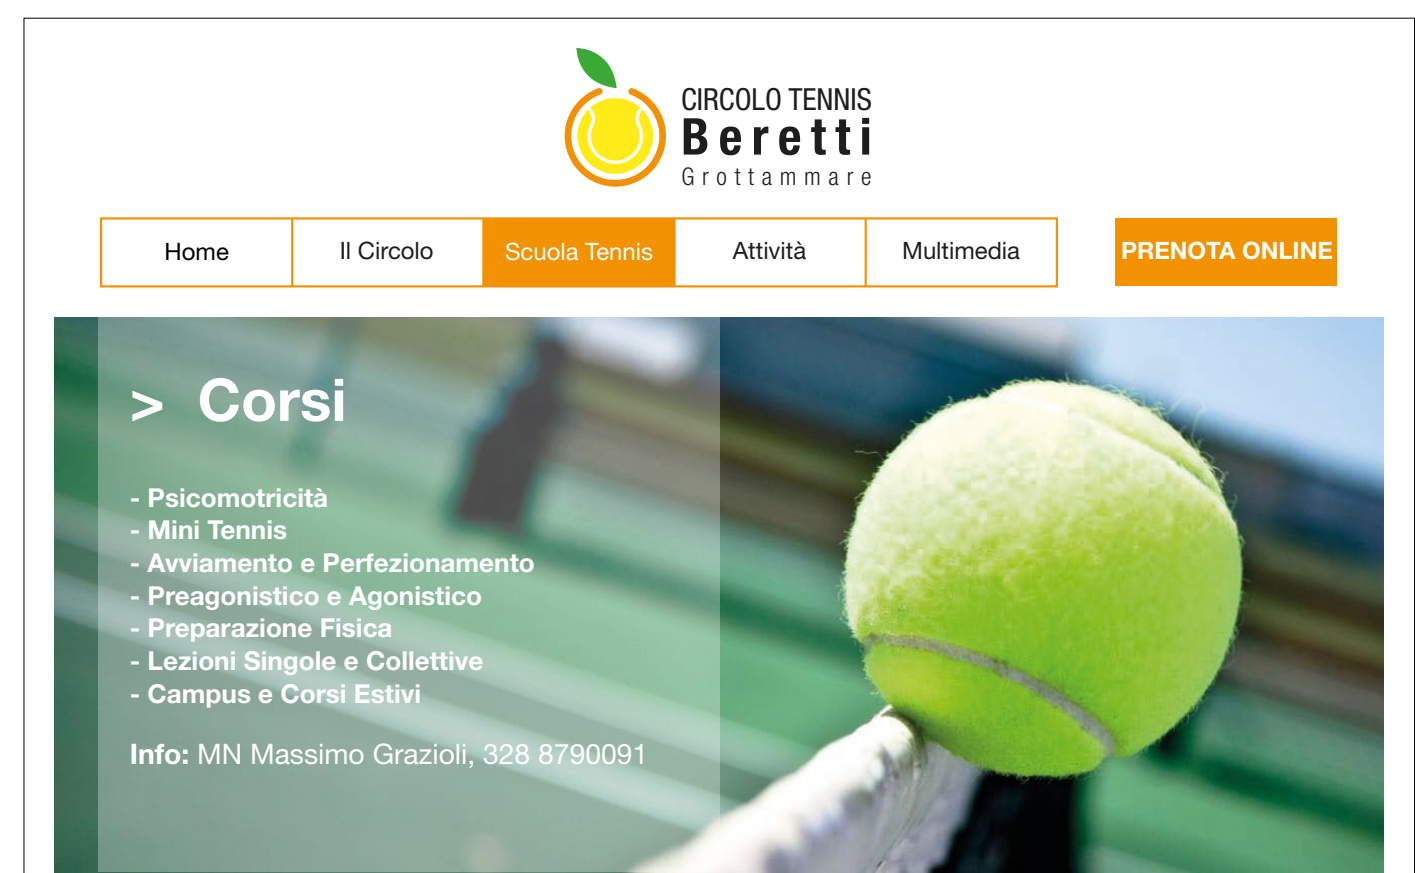 CIRCOLO TENNIS
Beretti
Grottammare
Home
Il Circolo
Scuola Tennis
Attività
Multimedia
PRENOTA ONLINE
> Corsi
- Psicomotricità
- Mini Tennis
- Avviamento e Perfezionamento
- Preagonistico e Agonistico
- Preparazione Fisica
- Lezioni Singole e Collettive
- Campus e Corsi Estivi
Info: MN Massimo Grazioli, 328 8790091